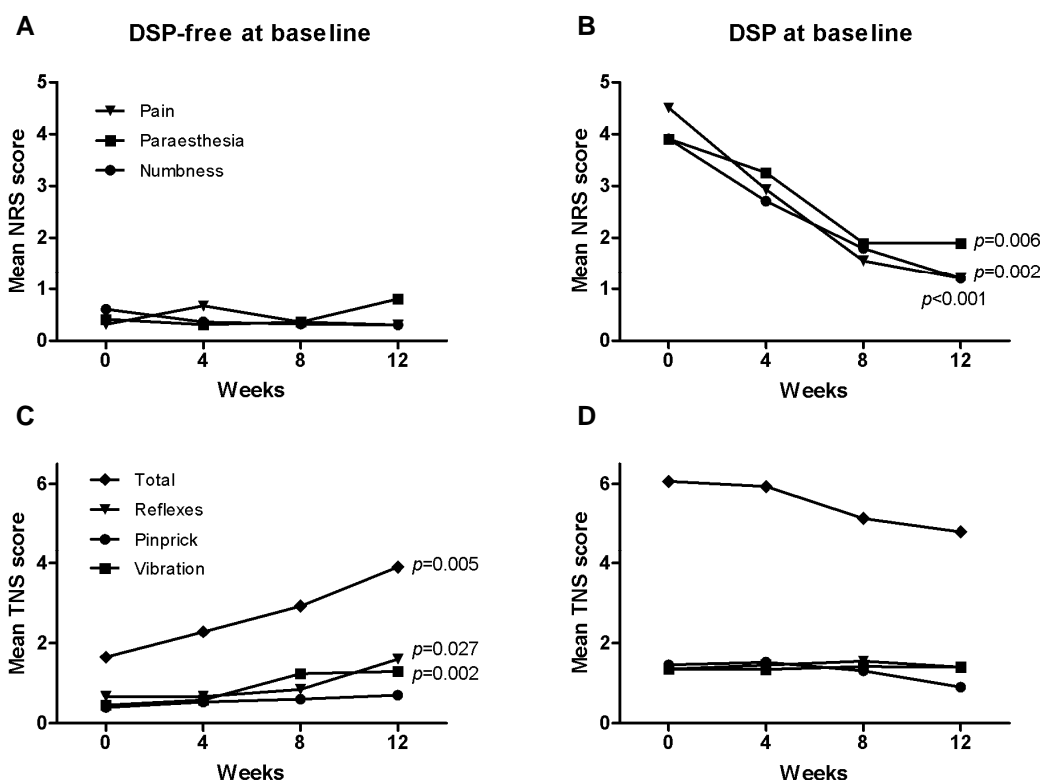 A
DSP-free at baseline
Mean NRS score
5
4
3
2
1
0
Pain
Paraesthesia
Numbness
0 4 8 12
Weeks
B
DSP at baseline
Mean NRS score
5
4
3
2
1
0
p=0.006
p=0.002
p<0.001
0 4 8 12
Weeks
C
Mean TNS score
6
4
2
0
Total
Reflexes
Pinprick
Vibration
p=0.005
p=0.027
p=0.002
0 4 8 12
Weeks
D
Mean TNS score
6
4
2
0
0 4 8 12
Weeks